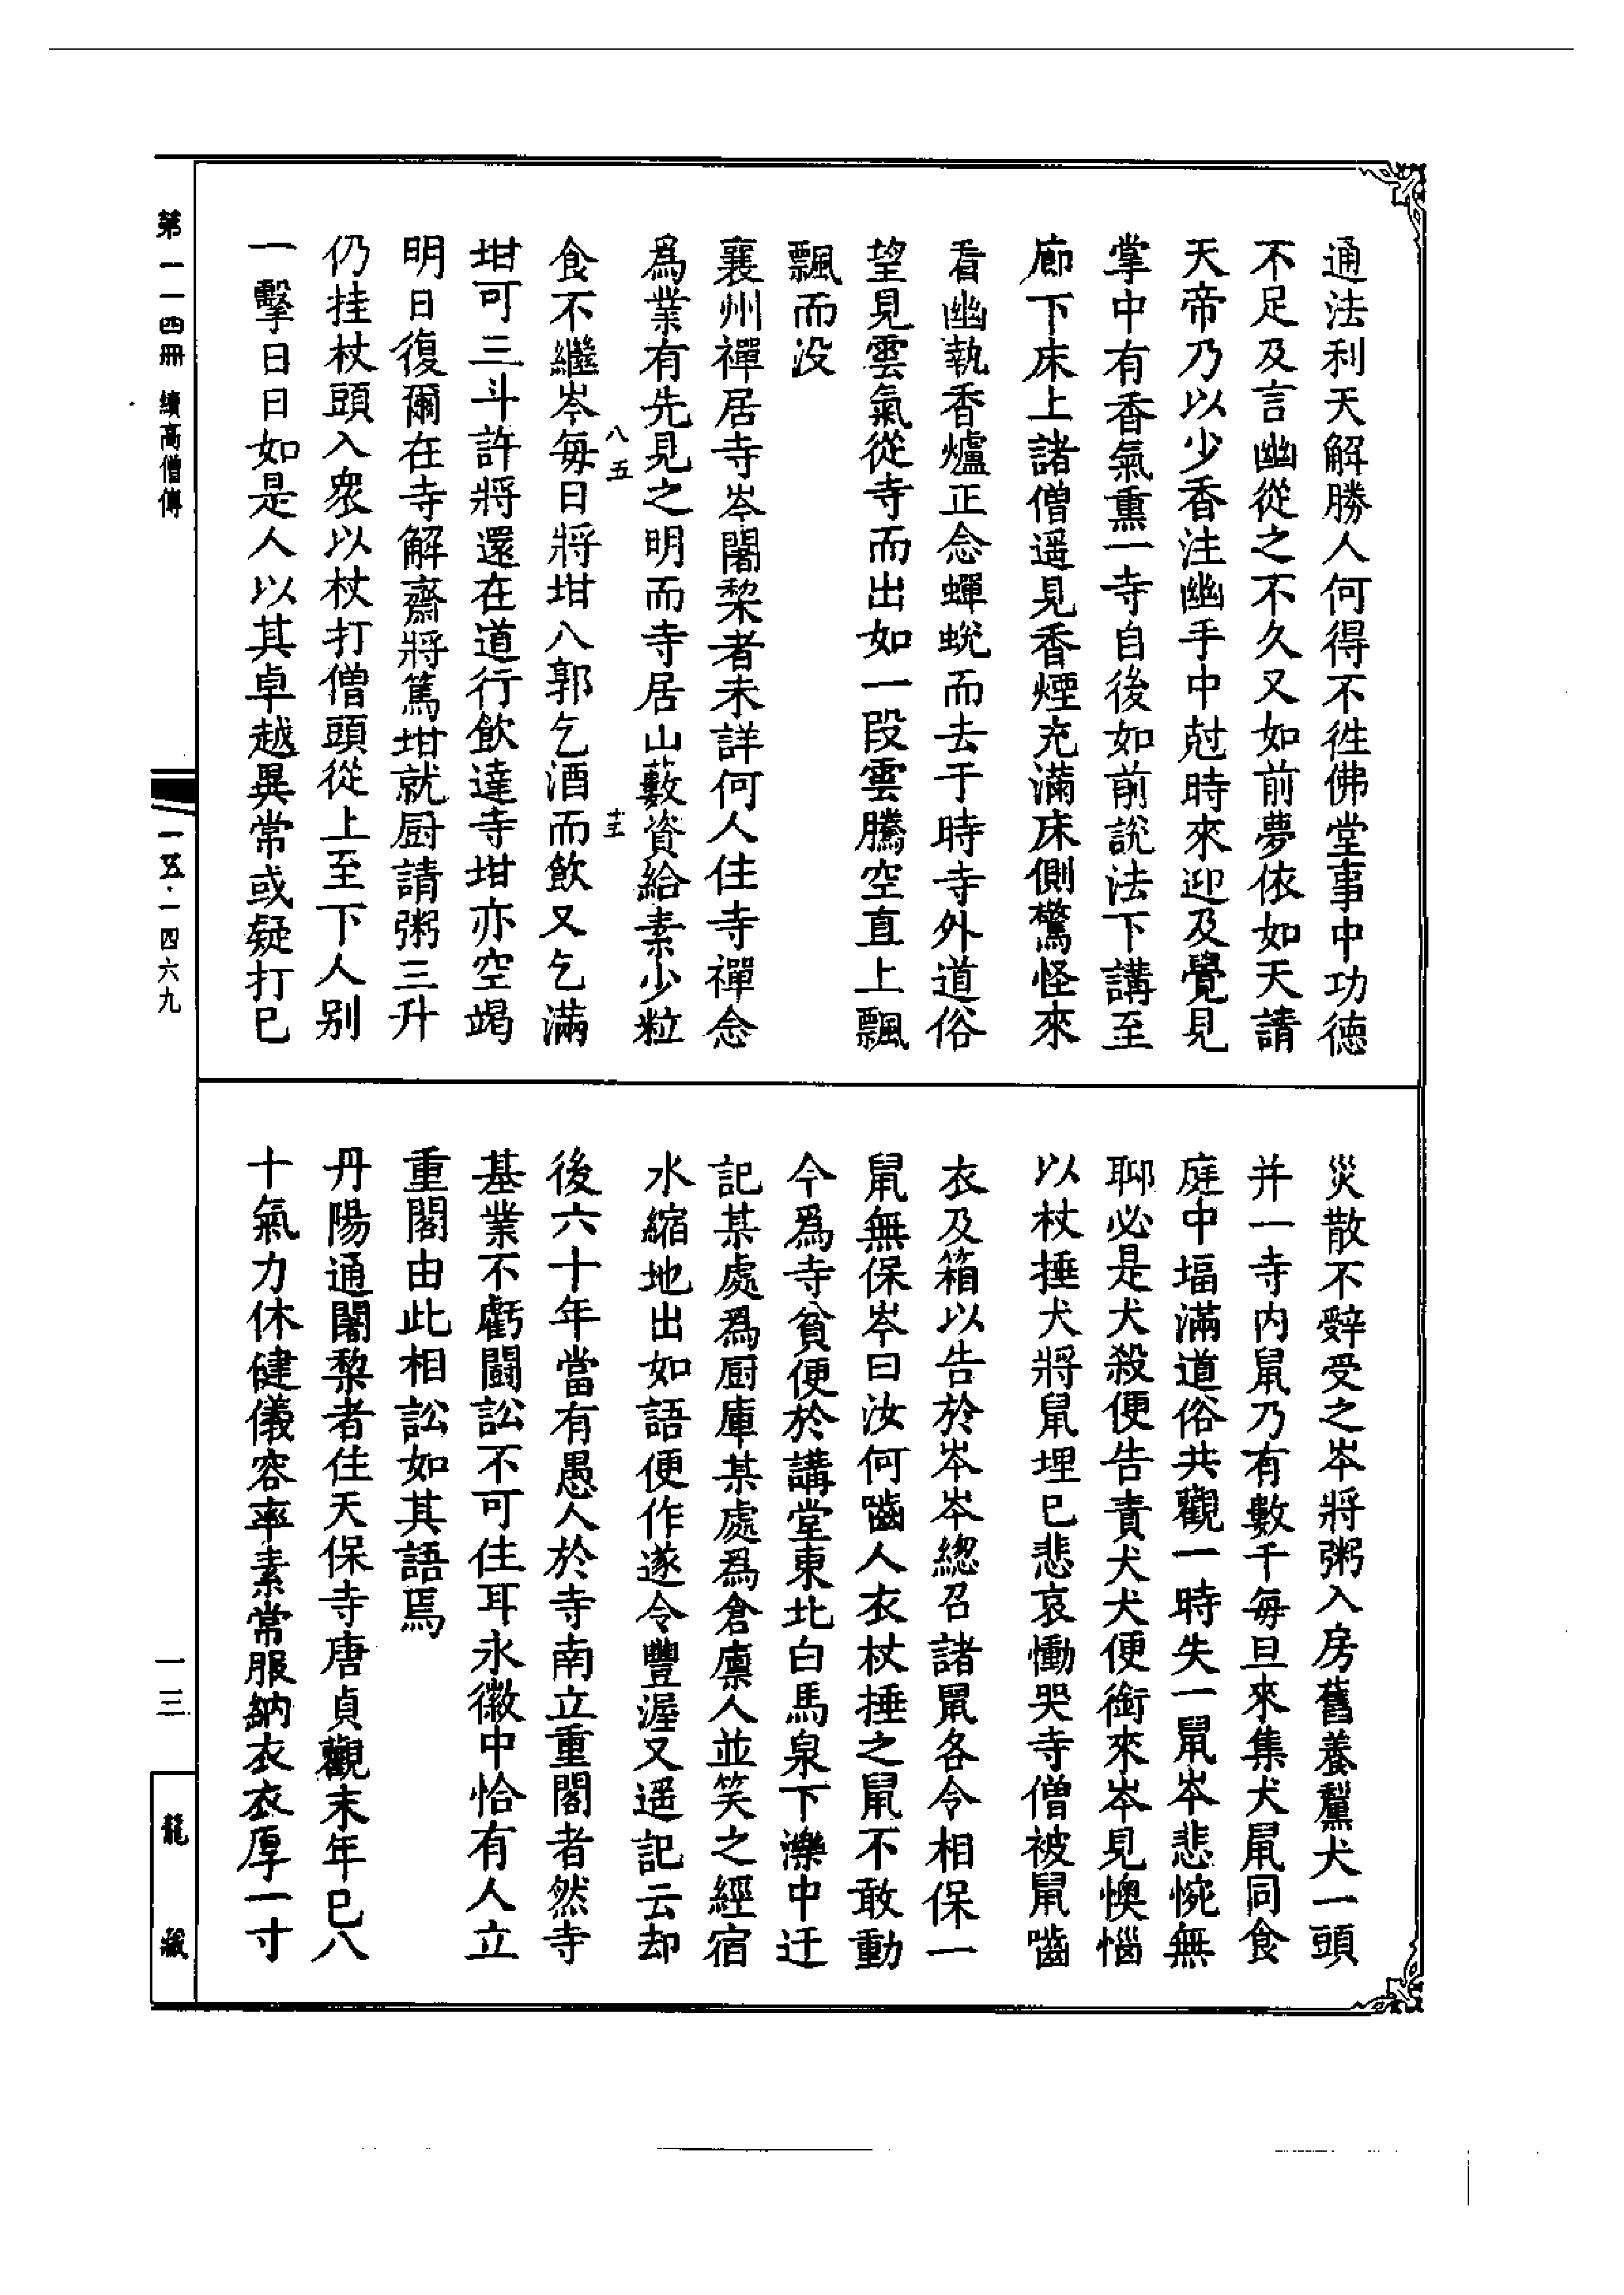 通法利天解勝人何得不徃佛堂事中功德
不足及言幽從之不久又如前夢依如天請
天帝乃以少香注幽手中尅時來迎及覺見
掌中有香氣熏一寺自後如前說法下講至
廊下床上諸僧遥見香煙充滿床側驚怪來
看幽執香爐正念蟬蛻而去于時寺外道俗
望見雲氣從寺而出如一段雲騰空直上飄
飄而没
襄州禪居寺岑闍棃者未詳何人住寺禪念
爲業有先見之明而寺居山藪資給素少粒
八五
十五
食不繼岑每日將坩入郭乞酒而飲又乞滿
坩可三斗許將還在道行飲達寺坩亦空竭
明日復爾在寺解齋將篤坩就厨請粥三升
仍挂杖頭入衆以杖打僧頭從上至下人别
一擊日日如是人以其卓越異常或疑打已
災散不辤受之岑將粥入房舊養犂犬一頭
并一寺内鼠乃有數千每旦來集犬鼠同食
庭中堛滿道俗共觀一時失一鼠岑悲惋無
聊必是犬殺便告責犬犬便銜來岑見懊惱
以杖捶犬將鼠埋已悲哀慟哭寺僧被鼠嚙
衣及箱以告於岑岑緫召諸鼠各令相保一
鼠無保岑曰汝何嚙人衣杖捶之鼠不敢動
今爲寺貧便於講堂東北白馬泉下濼中迂
記某處爲厨庫某處爲倉廩人並笑之經宿
水縮地出如語便作遂令豐渥又遥記云却
後六十年當有愚人於寺南立重閣者然寺
基業不虧鬪訟不可住耳永徽中恰有人立
重閣由此相訟如其語焉
丹陽通闍棃者住天保寺唐貞觀末年已八
十氣力休健儀容率素常服納衣衣厚一寸
第一一四冊 續高僧傳
一五·一四六九
一三
龍藏